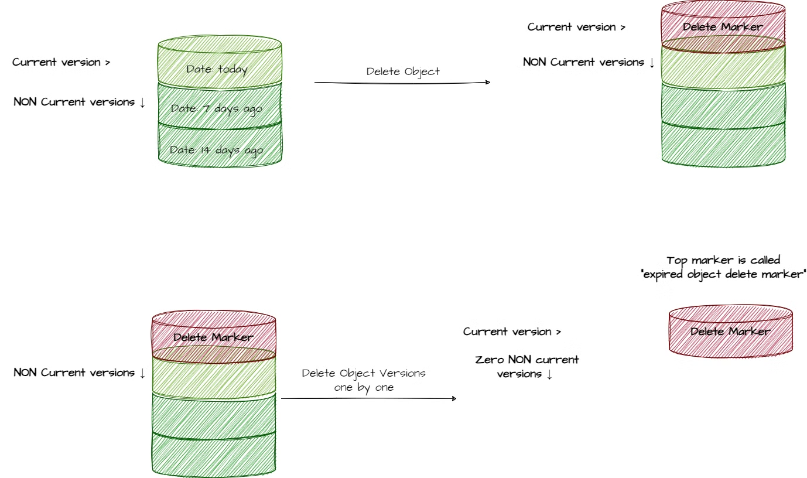 Current version >
NON Current versions ↓
Date today
Date 7 days ago
Date 14 days ago
Delete Object
Current version >
NON Current versions ↓
Delete Marker
NON Current versions ↓
Delete Marker
Delete Object Versions
one by one
Current version >
Zero NON current
versions ↓
Top marker is called
"expired object delete marker"
Delete Marker